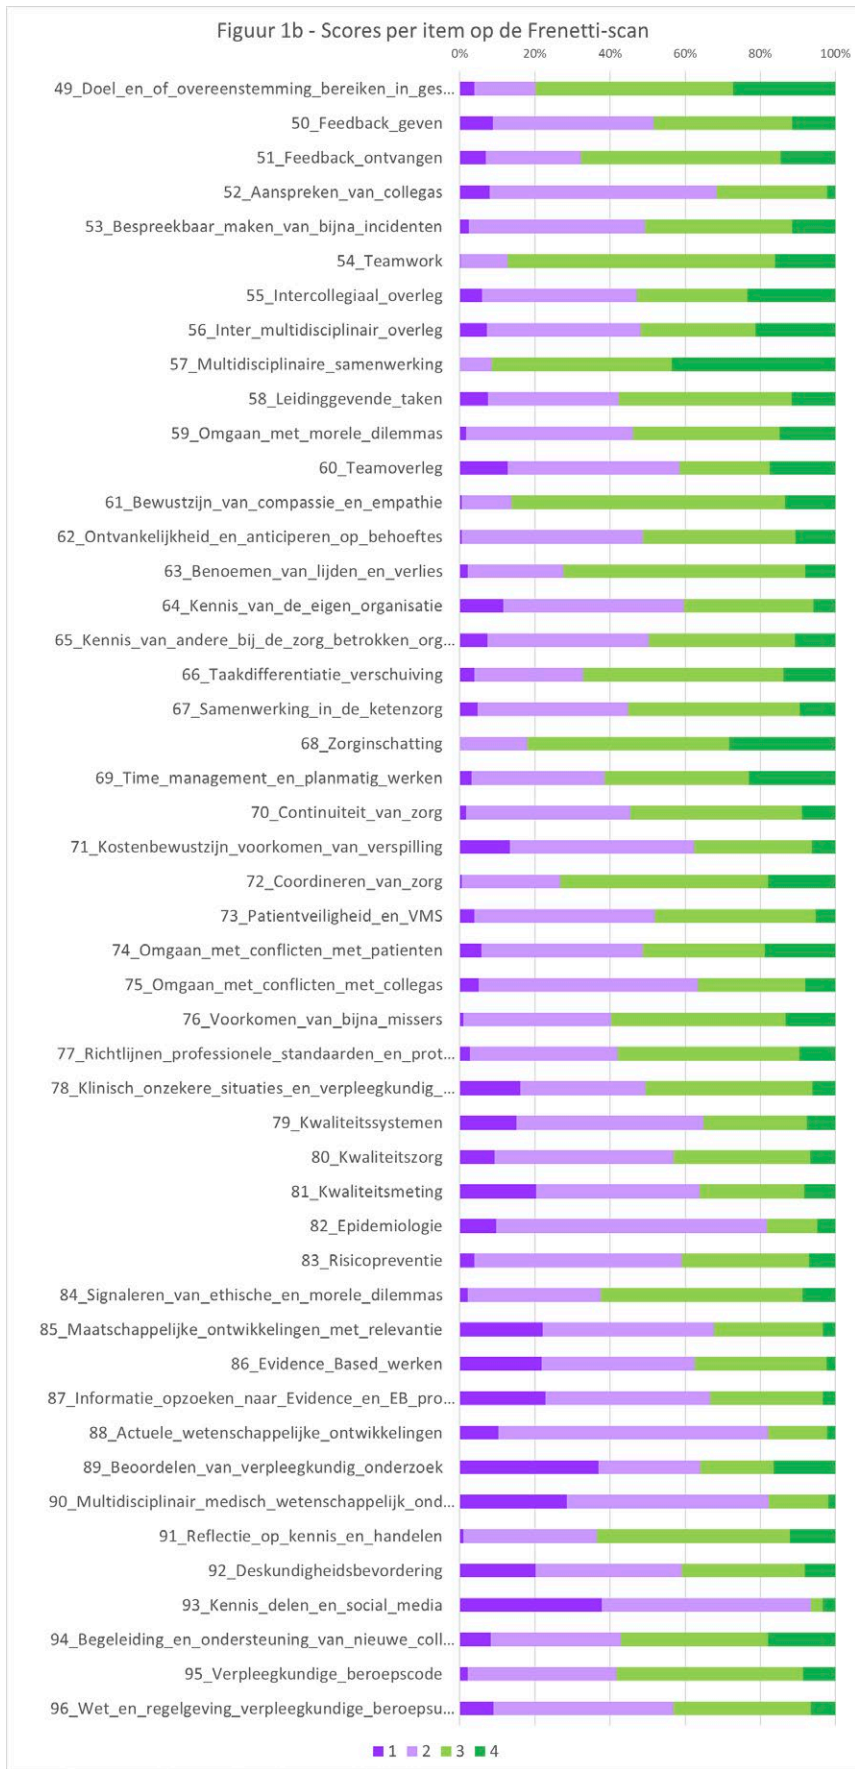 Figuur 1b - Scores per item op de Frenetti-scan
0% 20% 40% 60% 80% 100%
49_Doel_en_of_overeenstemming_bereiken_in_ges...
50_Feedback_geven
51_Feedback_ontvangen
52_Aanspreken_van_collegas
53_Bespreekbaar_maken_van_bijna_incidenten
54_Teamwork
55_Intercollegiaal_overleg
56_Inter_multidisciplinair_overleg
57_Multidisciplinaire_samenwerking
58_Leidinggevende_taken
59_Omgaan_met_morele_dilemmas
60_Teamoverleg
61_Bewustzijn_van_compassie_en_empathie
62_Ontvankelijkheid_en_anticiperen_op_behoeftes
63_Benoemen_van_lijden_en_verlies
64_Kennis_van_de_eigen_organisatie
65_Kennis_van_andere_bij_de_zorg_betrokken_org...
66_Taakdifferentiatie_verschuiving
67_Samenwerking_in_de_ketenzorg
68_Zorginschatting
69_Time_management_en_planmatig_werken
70_Continuiteit_van_zorg
71_Kostenbewustzijn_voorkomen_van_verspilling
72_Coordineren_van_zorg
73_Patientveiligheid_en_VMS
74_Omgaan_met_conflicten_met_patienten
75_Omgaan_met_conflicten_met_collegas
76_Voorkomen_van_bijna_missers
77_Richtlijnen_professionele_standaarden_en_prot...
78_Klinisch_onzekere_situaties_en_verpleegkundig_...
79_Kwaliteitssystemen
80_Kwaliteitszorg
81_Kwaliteitsmeting
82_Epidemiologie
83_Risicopreventie
84_Signaleren_van_ethische_en_morele_dilemmas
85_Maatschappelijke_ontwikkelingen_met_relevantie
86_Evidence_Based_werken
87_Informatie_opzoeken_naar_Evidence_en_EB_pro...
88_Actuele_wetenschappelijke_ontwikkelingen
89_Beoordelen_van_verpleegkundig_onderzoek
90_Multidisciplinair_medisch_wetenschappelijk_ond...
91_Reflectie_op_kennis_en_handelen
92_Deskundigheidsbevordering
93_Kennis_delen_en_social_media
94_Begeleiding_en_ondersteuning_van_nieuwe_coll...
95_Verpleegkundige_beroepscode
96_Wet_en_regelgeving_verpleegkundige_beroepsu...
1 2 3 4